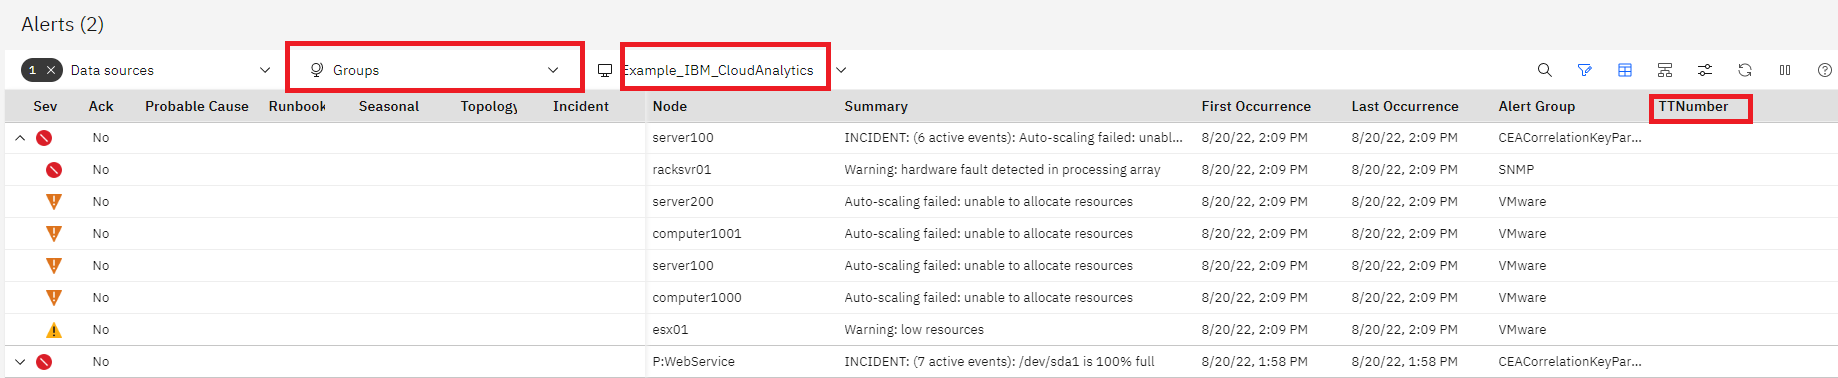 Alerts (2)
1 Data sources Groups Example_IBM_CloudAnalytics
Sev Ack Probable Cause Runbook Seasonal Topology Incident Node Summary First Occurrence Last Occurrence Alert Group TTNumber
No server100 INCIDENT: (6 active events): Auto-scaling failed: unabl... 8/20/22, 2:09 PM 8/20/22, 2:09 PM CEACorrelationKeyPar...
No racksvr01 Warning: hardware fault detected in processing array 8/20/22, 2:09 PM 8/20/22, 2:09 PM SNMP
No server200 Auto-scaling failed: unable to allocate resources 8/20/22, 2:09 PM 8/20/22, 2:09 PM VMware
No computer1001 Auto-scaling failed: unable to allocate resources 8/20/22, 2:09 PM 8/20/22, 2:09 PM VMware
No server100 Auto-scaling failed: unable to allocate resources 8/20/22, 2:09 PM 8/20/22, 2:09 PM VMware
No computer1000 Auto-scaling failed: unable to allocate resources 8/20/22, 2:09 PM 8/20/22, 2:09 PM VMware
No esx01 Warning: low resources 8/20/22, 2:09 PM 8/20/22, 2:09 PM VMware
No P:WebService INCIDENT: (7 active events): /dev/sda1 is 100% full 8/20/22, 1:58 PM 8/20/22, 1:58 PM CEACorrelationKeyPar...